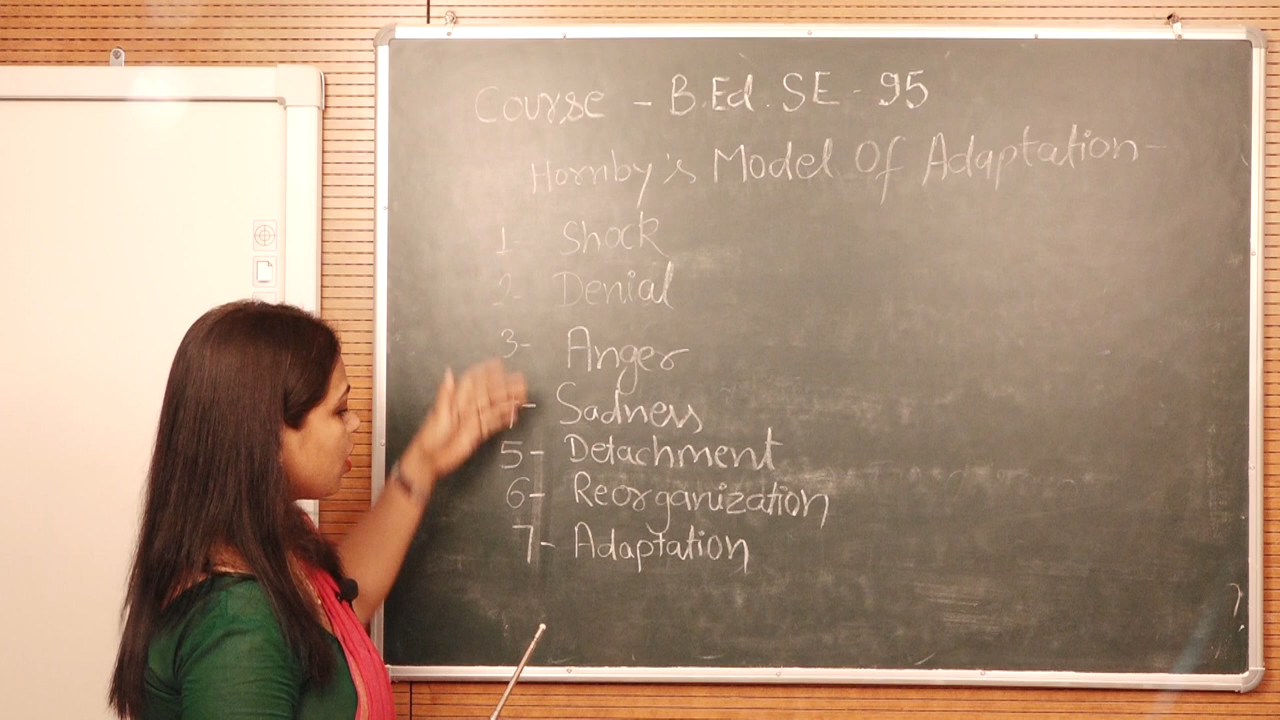 Course - B.Ed. SE - 95
Hornby's Model Of Adaptation -
1- Shock
2- Denial
3- Anger
4- Sadness
5- Detachment
6- Reorganization
7- Adaptation